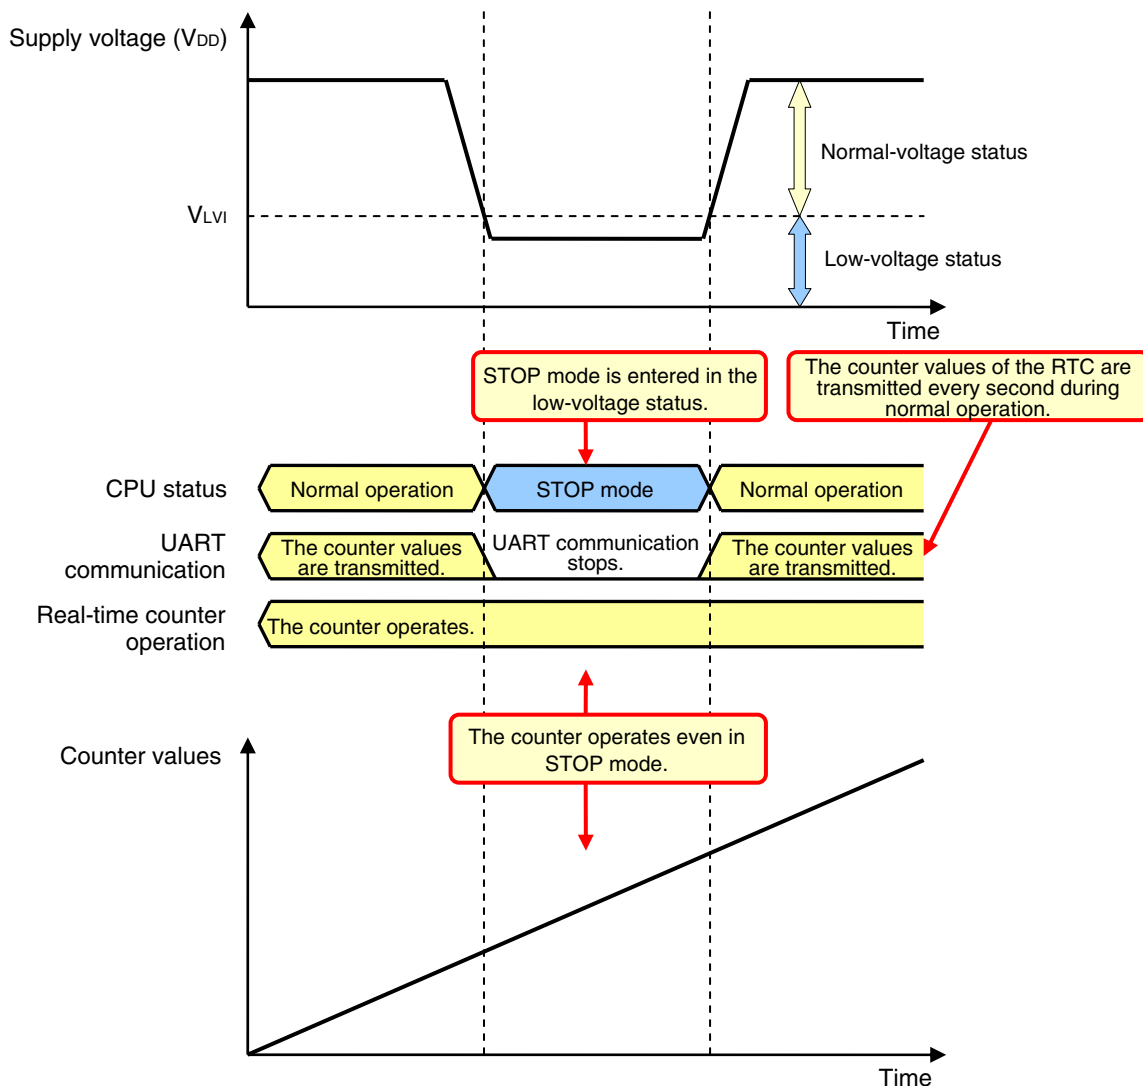 Supply voltage (VDD)
Normal-voltage status
VLVI
Low-voltage status
Time
STOP mode is entered in the
low-voltage status.
The counter values of the RTC are
transmitted every second during
normal operation.
CPU status
Normal operation
STOP mode
Normal operation
UART
communication
The counter values
are transmitted.
UART communication
stops.
The counter values
are transmitted.
Real-time counter
operation
The counter operates.
The counter operates even in
STOP mode.
Counter values
Time